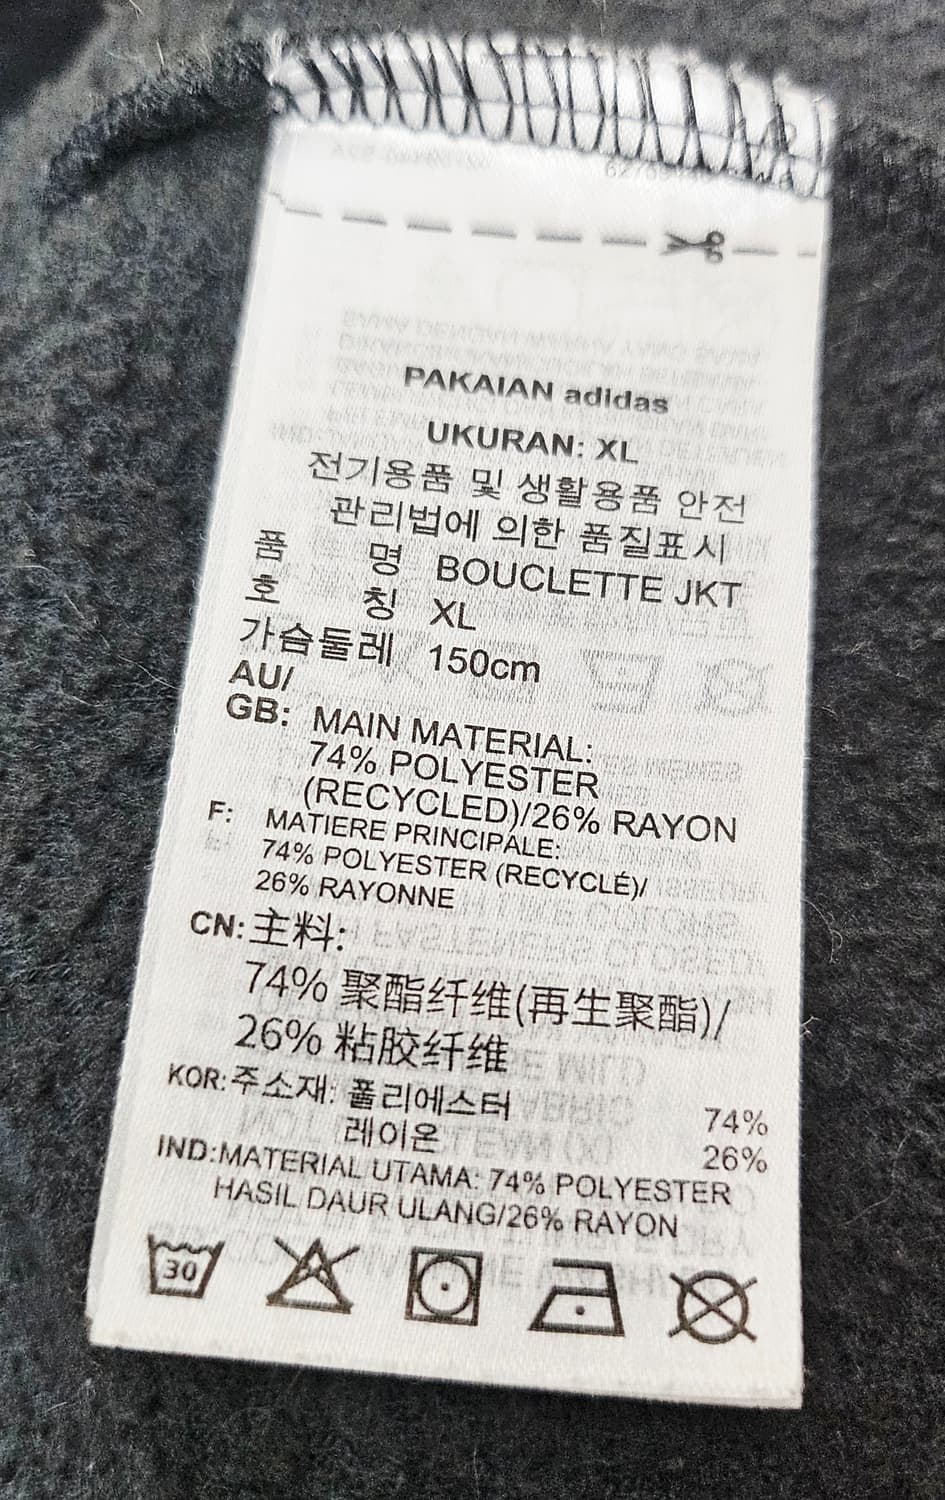 PAKAIAN adidas
UKURAN: XL
전기용품 및 생활용품 안전
관리법에 의한 품질표시
품 명 BOUCLETTE JKT
호 칭 XL
가슴둘레 150cm
AU/
GB: MAIN MATERIAL:
74% POLYESTER
(RECYCLED)/26% RAYON
F: MATIERE PRINCIPALE:
74% POLYESTER (RECYCLÉ)/
26% RAYONNE
CN: 主料:
74% 聚酯纤维(再生聚酯)/
26% 粘胶纤维
KOR: 주소재: 폴리에스터 74%
레이온 26%
IND: MATERIAL UTAMA: 74% POLYESTER
HASIL DAUR ULANG/26% RAYON
30